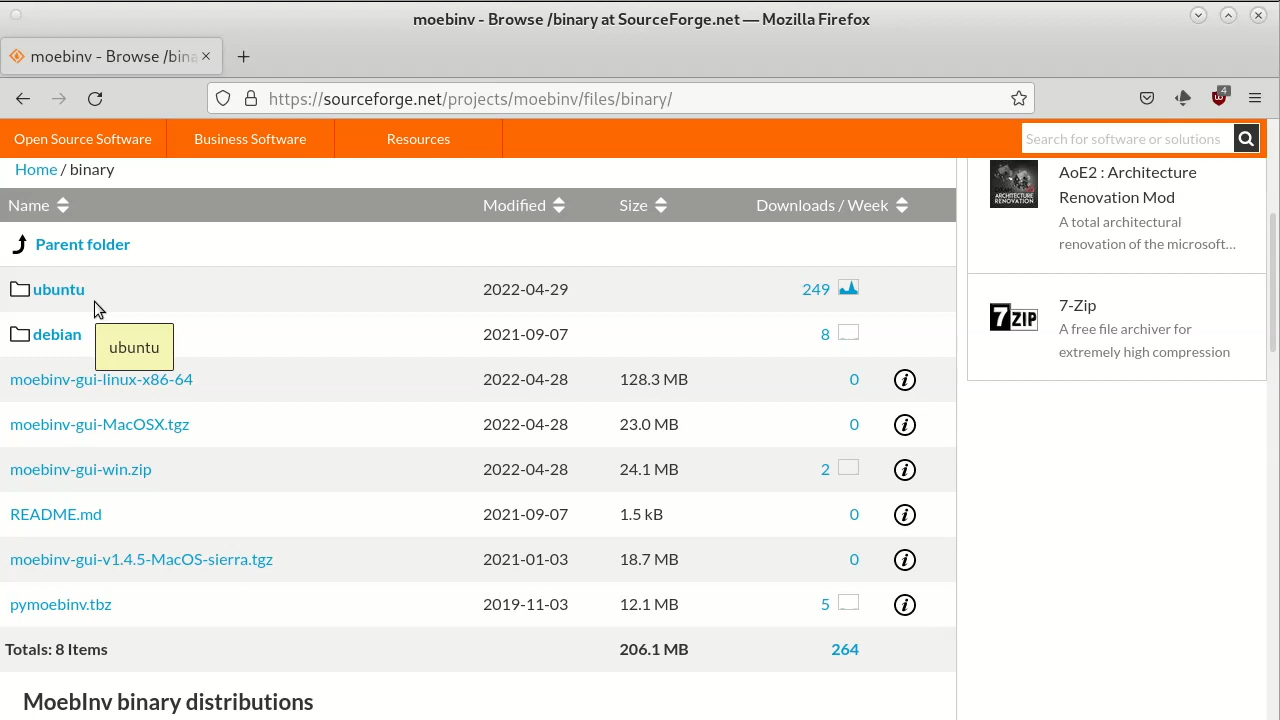 moebinv - Browse /binary at SourceForge.net — Mozilla Firefox
moebinv - Browse /bina
https://sourceforge.net/projects/moebinv/files/binary/
4
Open Source Software
Business Software
Resources
Search for software or solutions
Home / binary
Name Modified Size Downloads / Week
Parent folder
ubuntu 2022-04-29 249
debian 2021-09-07 8
ubuntu
moebinv-gui-linux-x86-64 2022-04-28 128.3 MB 0
moebinv-gui-MacOSX.tgz 2022-04-28 23.0 MB 0
moebinv-gui-win.zip 2022-04-28 24.1 MB 2
README.md 2021-09-07 1.5 kB 0
moebinv-gui-v1.4.5-MacOS-sierra.tgz 2021-01-03 18.7 MB 0
pymoebinv.tbz 2019-11-03 12.1 MB 5
Totals: 8 Items 206.1 MB 264
MoebInv binary distributions
ARCHITECTURE
RENOVATION
AoE2 : Architecture
Renovation Mod
A total architectural
renovation of the microsoft...
7ZIP
7-Zip
A free file archiver for
extremely high compression